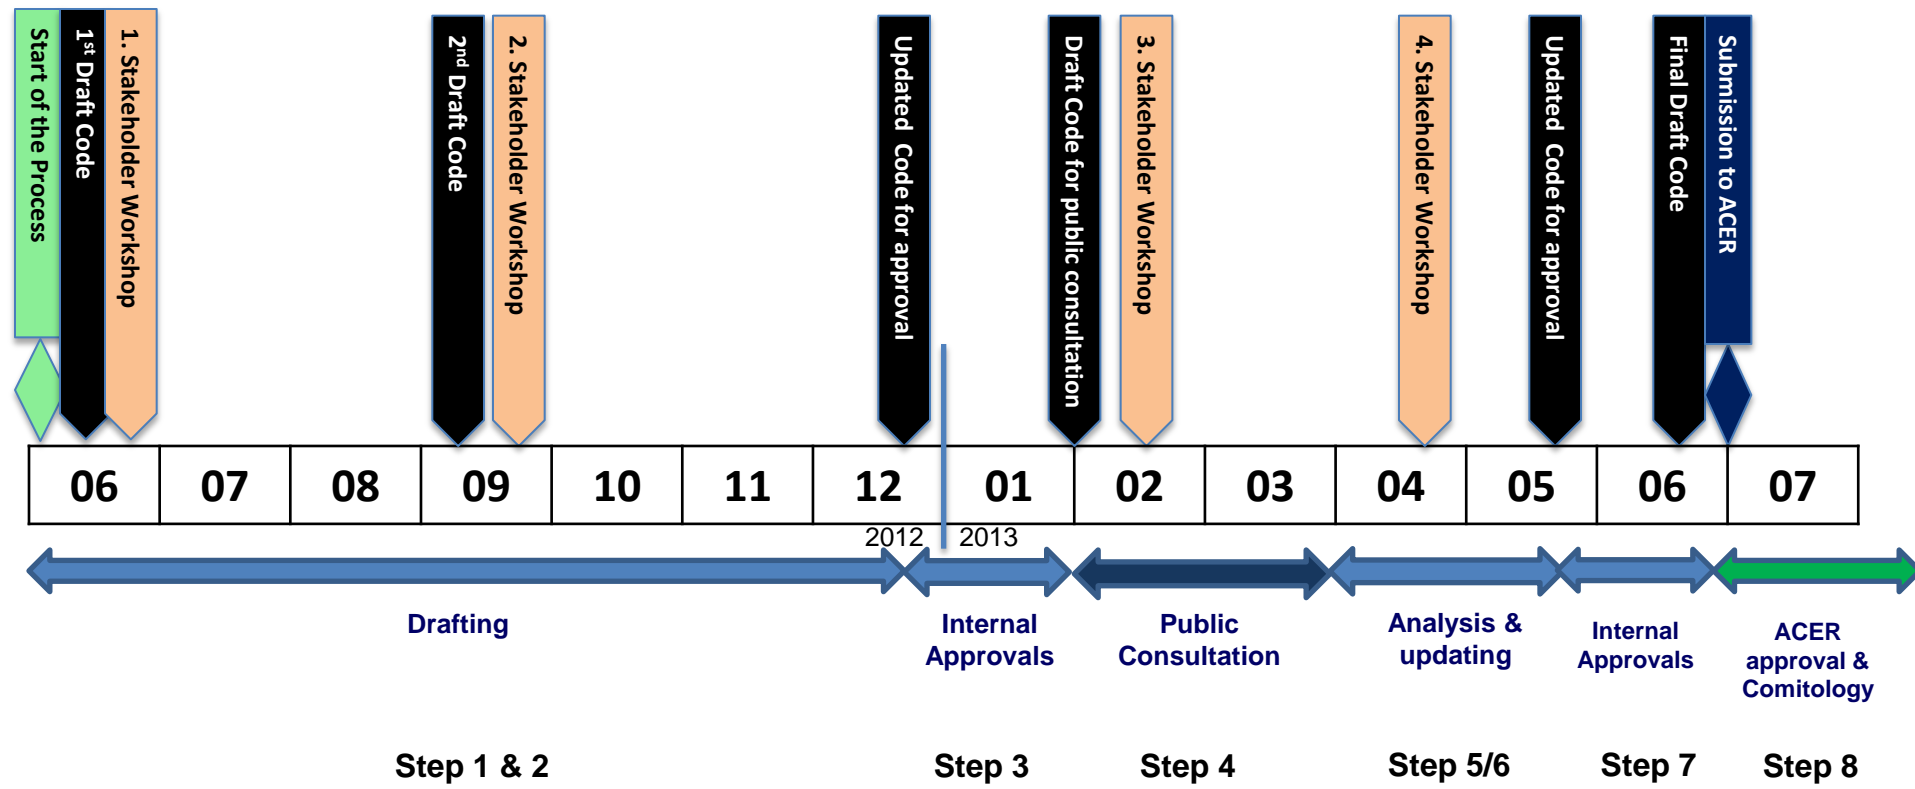 Start of the Process
1st Draft Code
1. Stakeholder Workshop
2nd Draft Code
2. Stakeholder Workshop
Updated Code for approval
Draft Code for public consultation
3. Stakeholder Workshop
4. Stakeholder Workshop
Updated Code for approval
Final Draft Code
Submission to ACER
06 07 08 09 10 11 12 01 02 03 04 05 06 07
2012 2013
Drafting
Internal
Approvals
Public
Consultation
Analysis &
updating
Internal
Approvals
ACER
approval &
Comitology
Step 1 & 2
Step 3
Step 4
Step 5/6
Step 7
Step 8